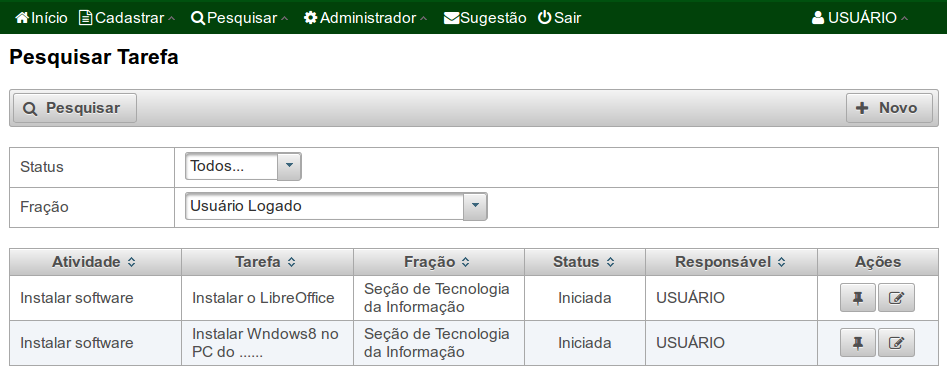 Início Cadastrar Pesquisar Administrador Sugestão Sair USUÁRIO
Pesquisar Tarefa
Pesquisar Novo
Status Todos...
Fração Usuário Logado
Atividade Tarefa Fração Status Responsável Ações
Instalar software Instalar o LibreOffice Seção de Tecnologia da Informação Iniciada USUÁRIO
Instalar software Instalar Wndows8 no PC do ...... Seção de Tecnologia da Informação Iniciada USUÁRIO